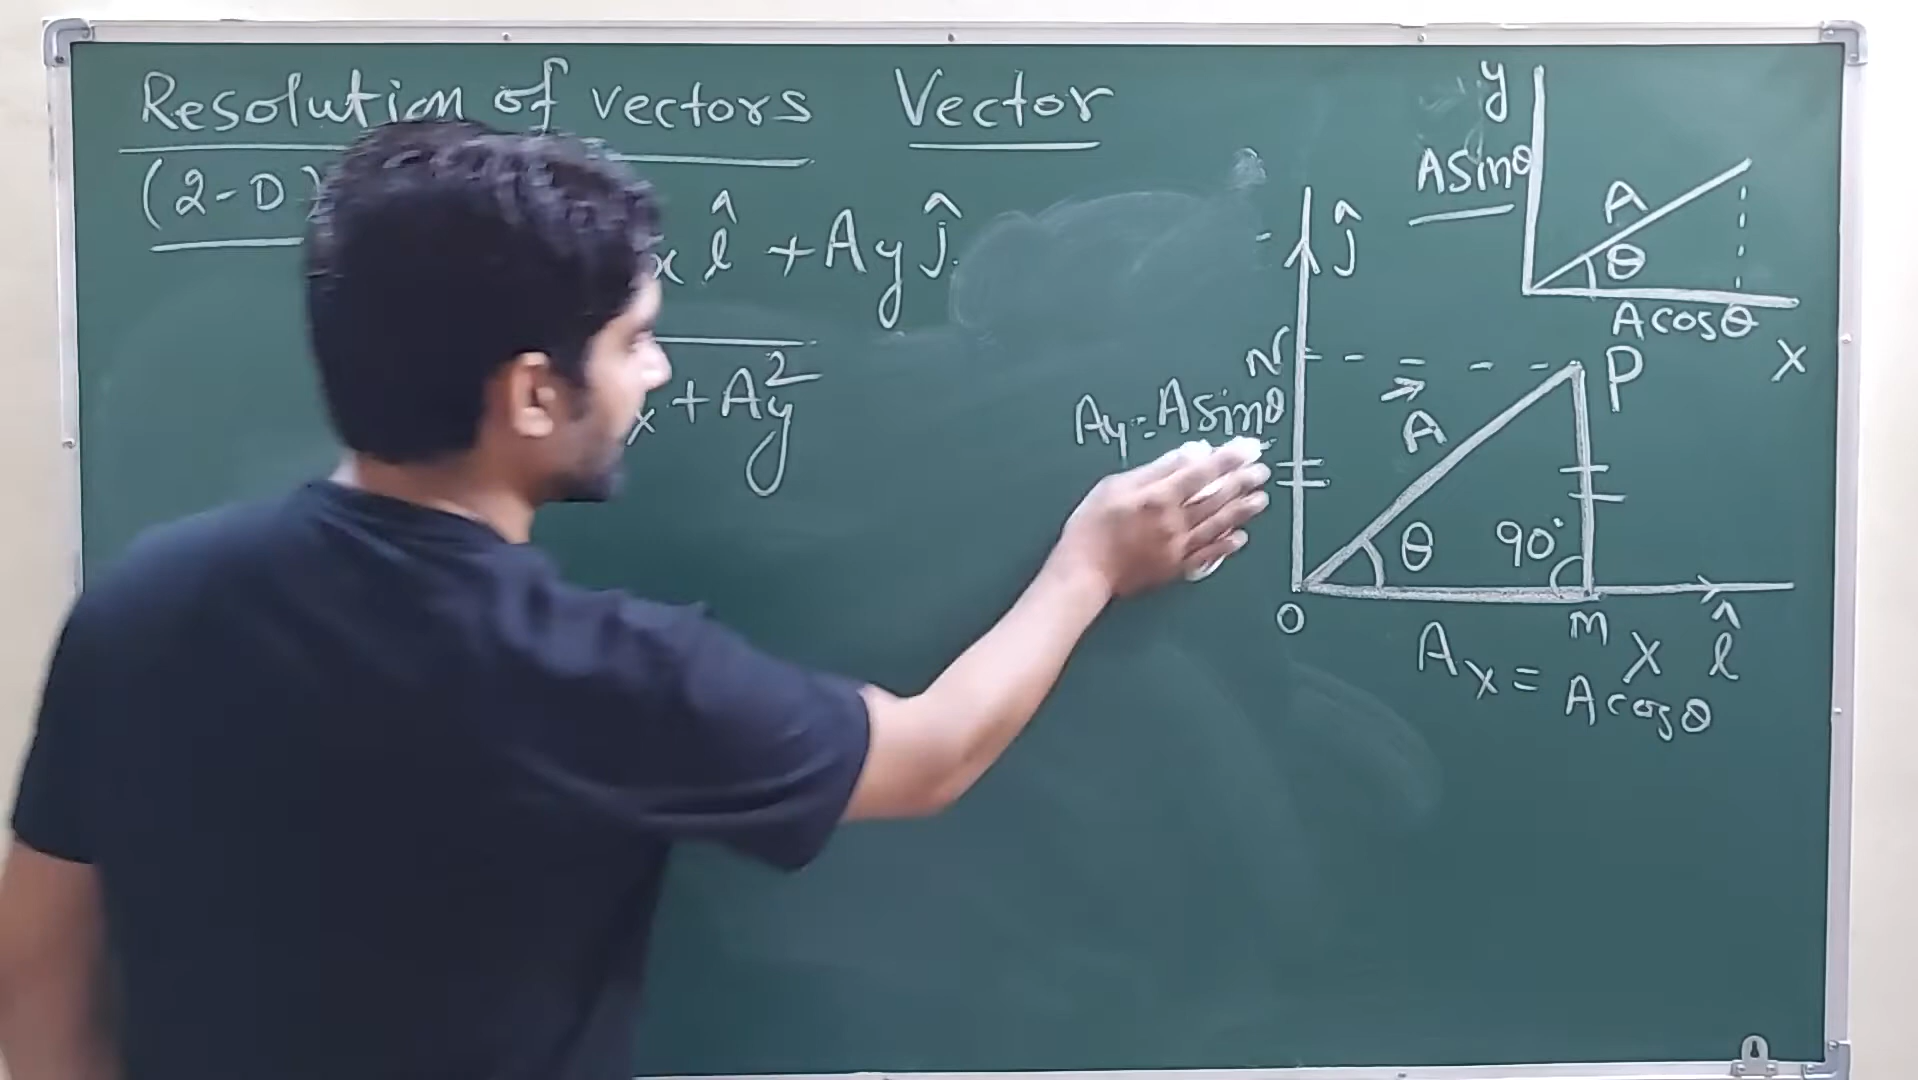 Resolution of vectors
(2-D)
x î + Ay ĵ
x + Ay²
Vector
y
Asinθ
A
θ
Acosθ
X
ĵ
N
P
Ay = Asinθ
A⃗
θ
90°
O
M
X
î
Ax = Acosθ